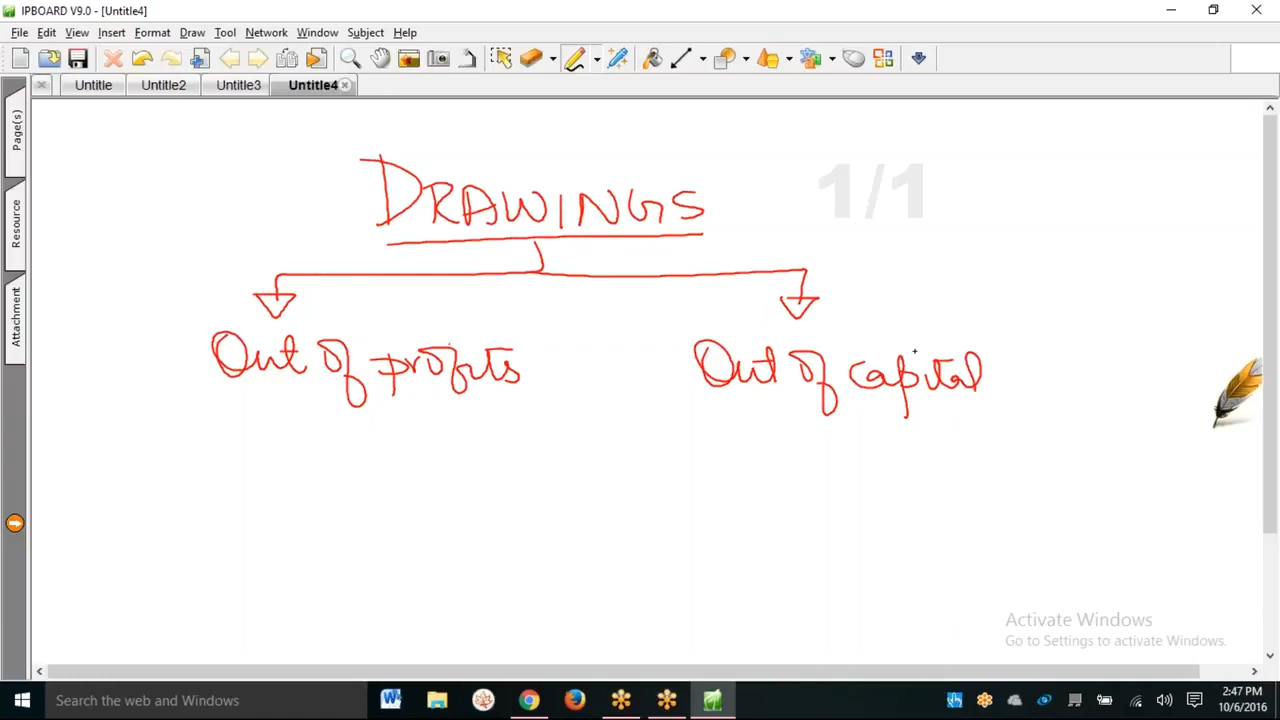 IPBOARD V9.0 - [Untitle4]
File Edit View Insert Format Draw Tool Network Window Subject Help
Untitle Untitle2 Untitle3 Untitle4
Page(s)
Resource
Attachment
1/1
DRAWINGS
Out of profits Out of capital
Activate Windows
Go to Settings to activate Windows.
Search the web and Windows
2:47 PM
10/6/2016